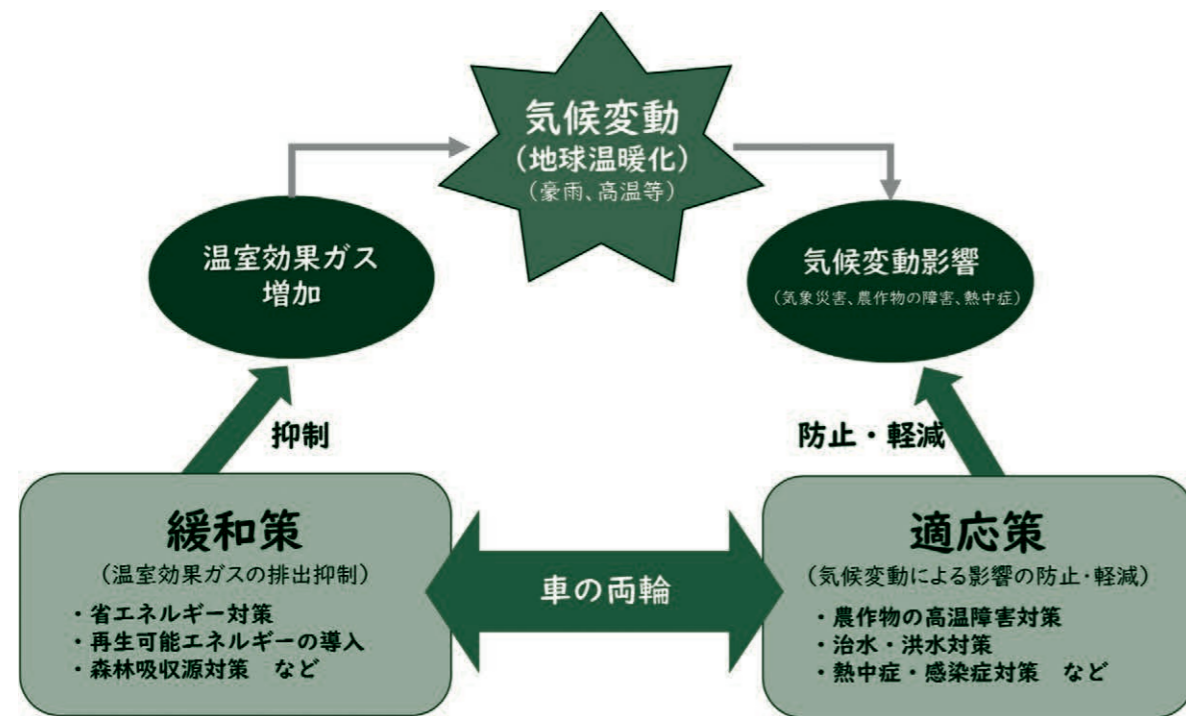 気候変動
(地球温暖化)
(豪雨、高温等)
温室効果ガス
増加
気候変動影響
(気象災害、農作物の障害、熱中症)
抑制
防止・軽減
緩和策
(温室効果ガスの排出抑制)
・省エネルギー対策
・再生可能エネルギーの導入
・森林吸収源対策 など
車の両輪
適応策
(気候変動による影響の防止・軽減)
・農作物の高温障害対策
・治水・洪水対策
・熱中症・感染症対策 など